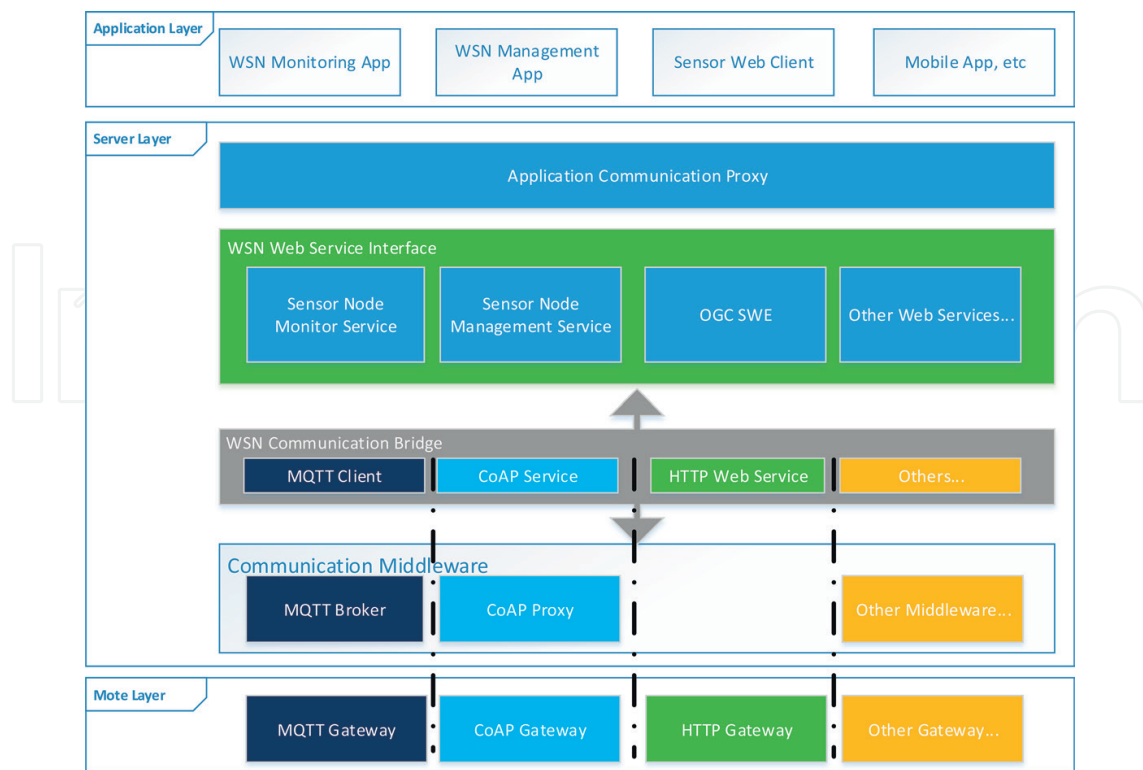 Application Layer
WSN Monitoring App
WSN Management
App
Sensor Web Client
Mobile App, etc
Server Layer
Application Communication Proxy
WSN Web Service Interface
Sensor Node
Monitor Service
Sensor Node
Management Service
OGC SWE
Other Web Services...
WSN Communication Bridge
MQTT Client
CoAP Service
HTTP Web Service
Others...
Communication Middleware
MQTT Broker
CoAP Proxy
Other Middleware...
Mote Layer
MQTT Gateway
CoAP Gateway
HTTP Gateway
Other Gateway...